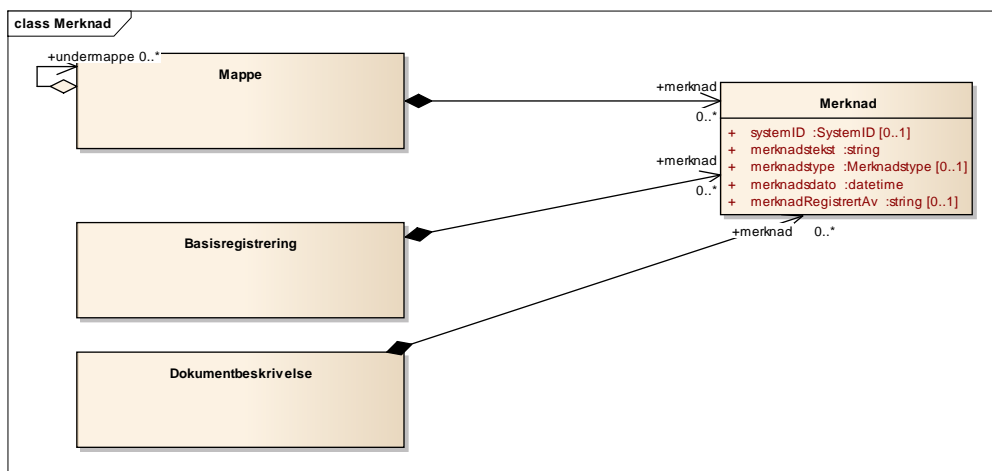 class Merknad
+undermappe 0..*
Mappe
+merknad
0..*
Merknad
+ systemID :SystemID [0..1]
+ merknadstekst :string
+ merknadstype :Merknadstype [0..1]
+ merknadsdato :datetime
+ merknadRegistrertAv :string [0..1]
+merknad
0..*
Basisregistrering
+merknad 0..*
Dokumentbeskrivelse